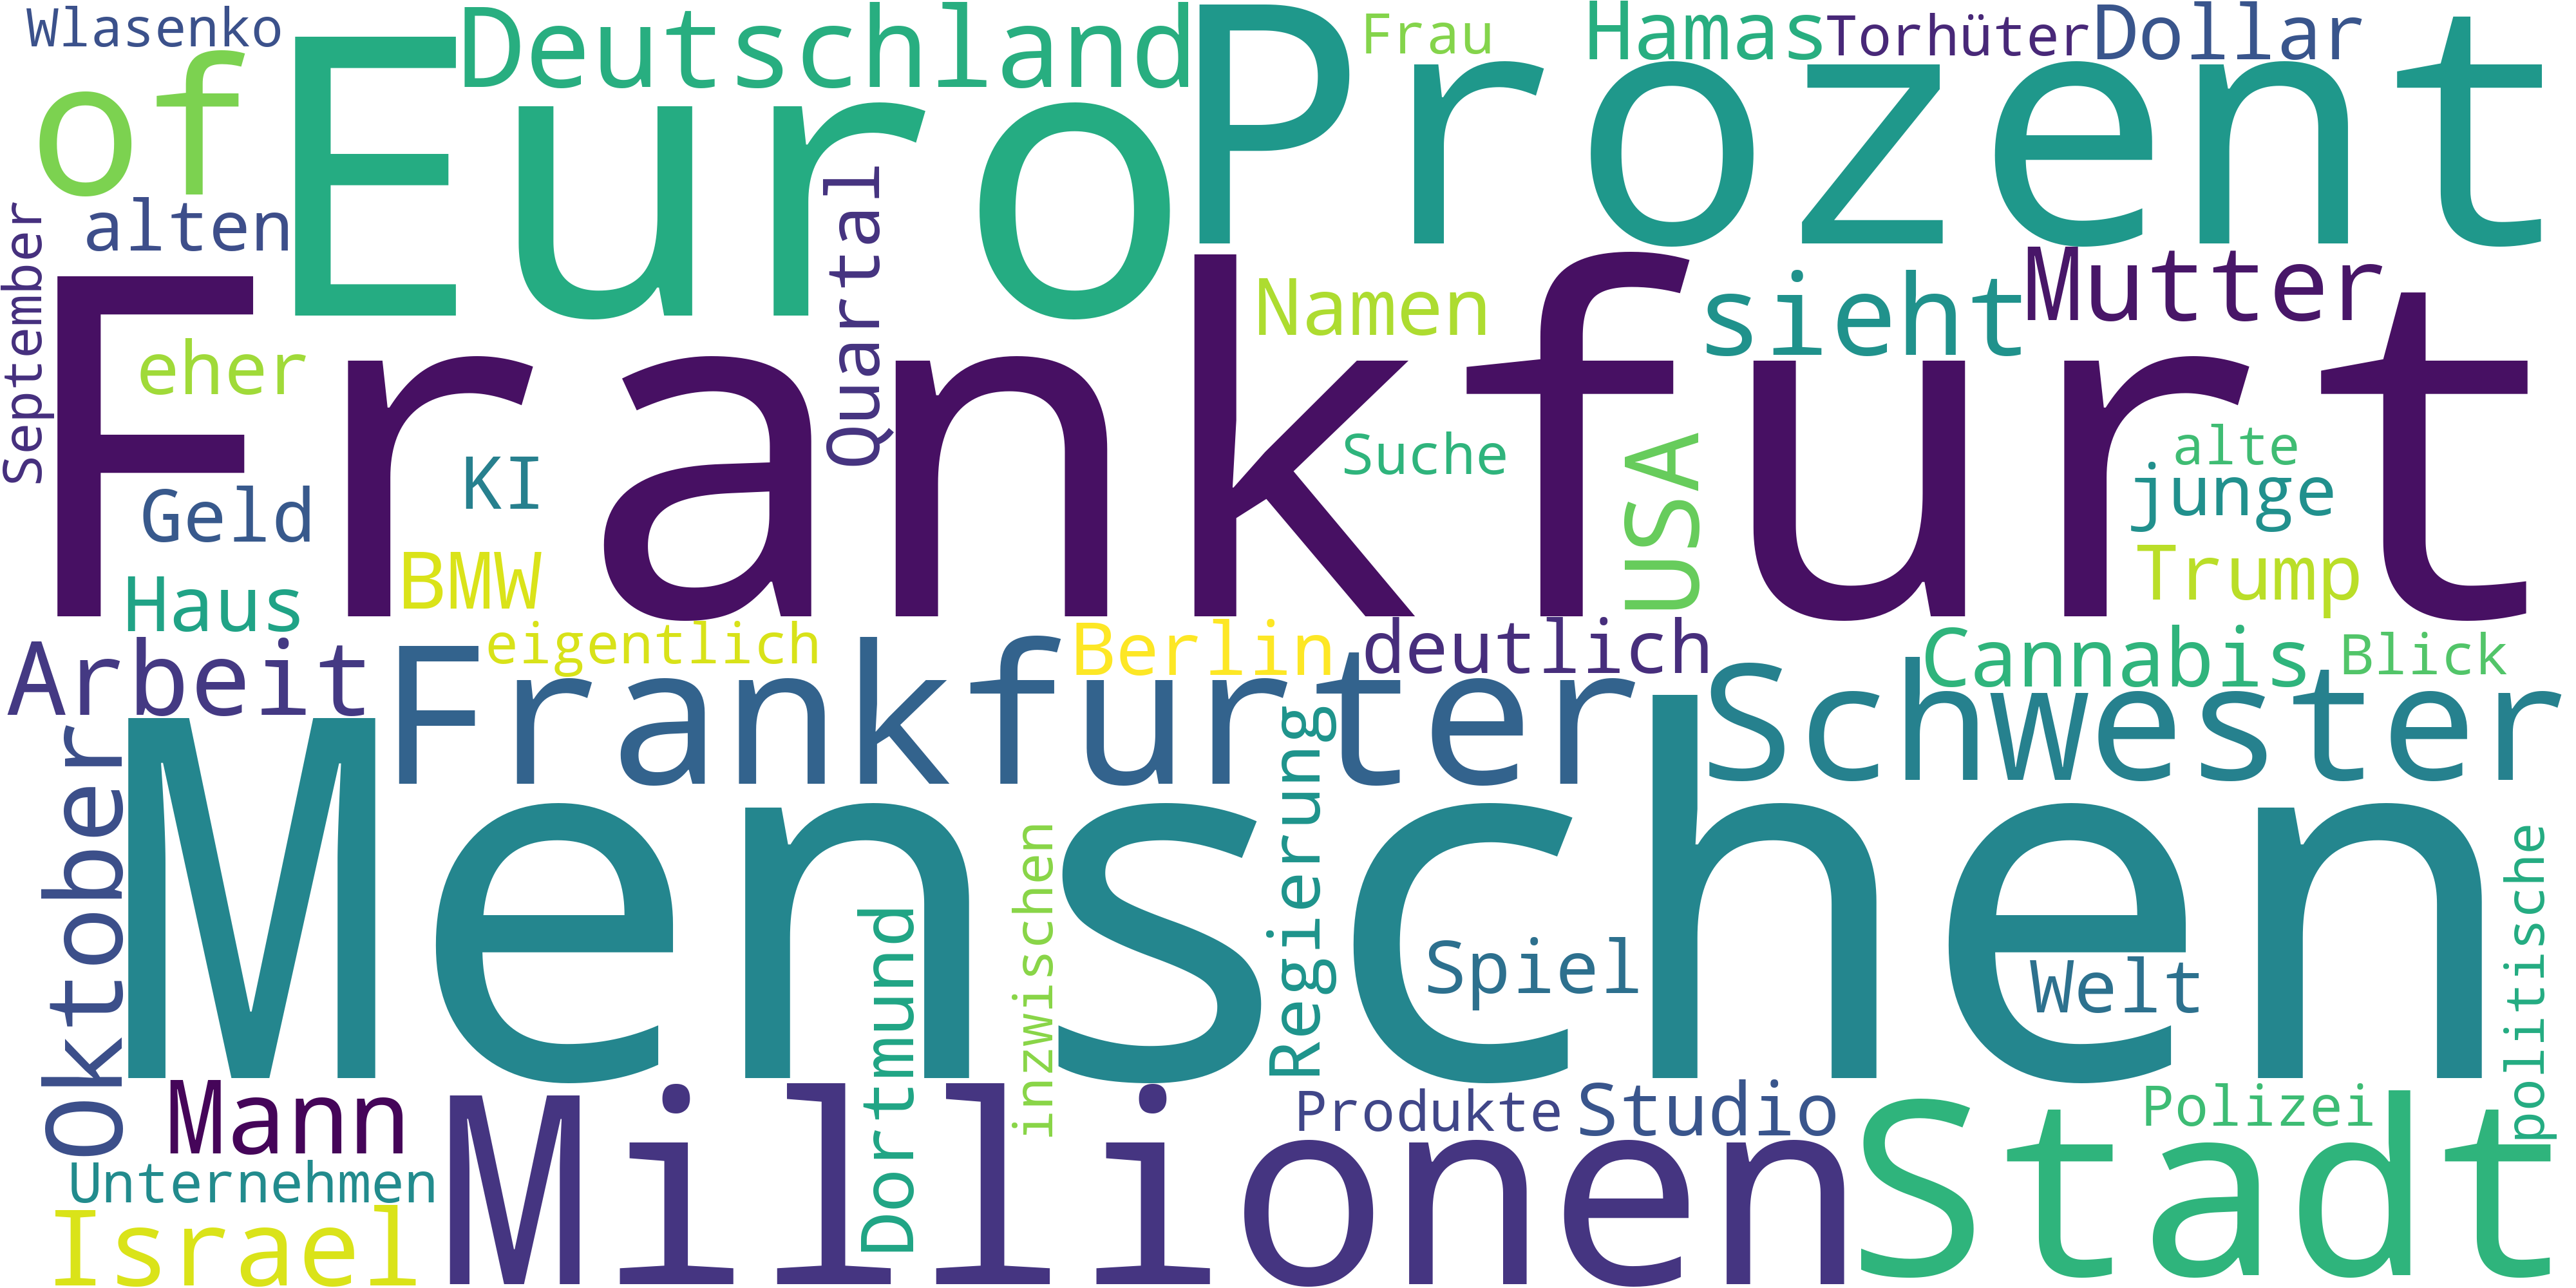 Wlasenko
of
Deutschland
Euro
Prozent
Frau
Hamas
Torhüter
Dollar
alten
September
Quartal
Frankfurt
Namen
sieht
Mutter
eher
KI
Geld
Suche
USA
alte
junge
Haus
BMW
Trump
eigentlich
Berlin
deutlich
Cannabis
Blick
Arbeit
Frankfurter
Schwester
Oktober
Menschen
Regierung
Dortmund
inzwischen
Spiel
Welt
politische
Mann
Millionen
Produkte
Studio
Stadt
Polizei
Unternehmen
Israel